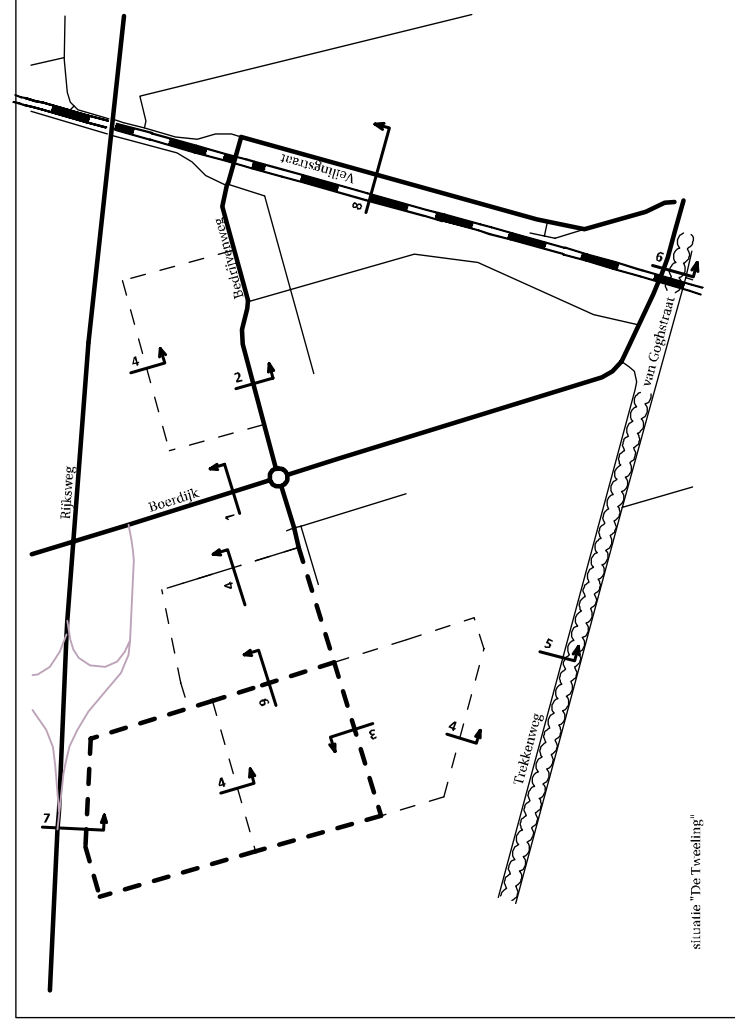 Veilingstraat
8
Bedrijvenweg
6
van Goghstraat
4
2
Rijksweg
Boerdijk
1
4
5
9
3
4
4
Trekkenweg
7
situatie "De Tweeling"